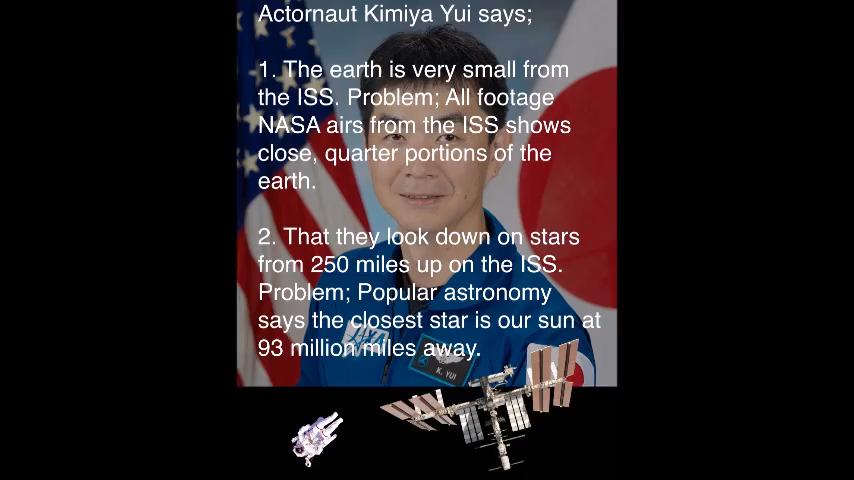 Actornaut Kimiya Yui says;
1. The earth is very small from
the ISS. Problem; All footage
NASA airs from the ISS shows
close, quarter portions of the
earth.
2. That they look down on stars
from 250 miles up on the ISS.
Problem; Popular astronomy
says the closest star is our sun at
93 million miles away.
K. YUI